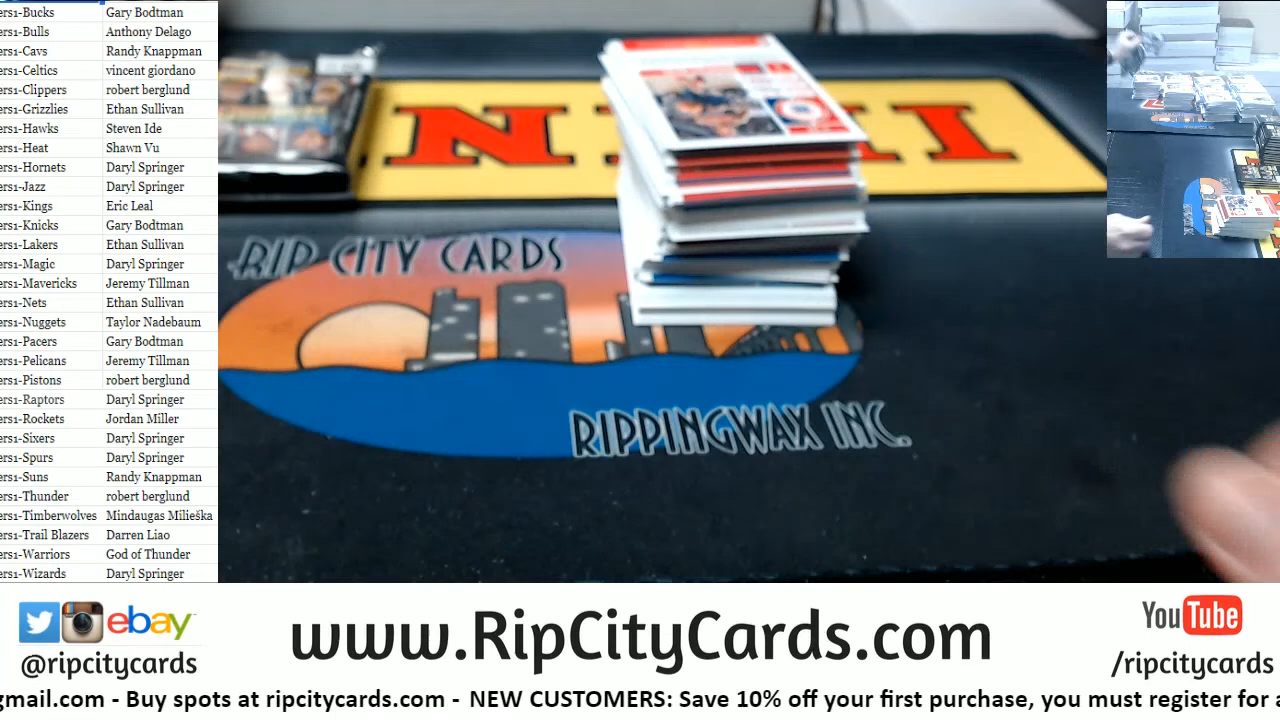 ers1-Bucks Gary Bodtman
ers1-Bulls Anthony Delago
ers1-Cavs Randy Knappman
ers1-Celtics vincent giordano
ers1-Clippers robert berglund
ers1-Grizzlies Ethan Sullivan
ers1-Hawks Steven Ide
ers1-Heat Shawn Vu
ers1-Hornets Daryl Springer
ers1-Jazz Daryl Springer
ers1-Kings Eric Leal
ers1-Knicks Gary Bodtman
ers1-Lakers Ethan Sullivan
ers1-Magic Daryl Springer
ers1-Mavericks Jeremy Tillman
ers1-Nets Ethan Sullivan
ers1-Nuggets Taylor Nadebaum
ers1-Pacers Gary Bodtman
ers1-Pelicans Jeremy Tillman
ers1-Pistons robert berglund
ers1-Raptors Daryl Springer
ers1-Rockets Jordan Miller
ers1-Sixers Daryl Springer
ers1-Spurs Daryl Springer
ers1-Suns Randy Knappman
ers1-Thunder robert berglund
ers1-Timberwolves Mindaugas Milieška
ers1-Trail Blazers Darren Liao
ers1-Warriors God of Thunder
ers1-Wizards Daryl Springer
RIP CITY CARDS
RIPPINGWAX INC.
ebay
@ripcitycards
www.RipCityCards.com
YouTube
/ripcitycards
gmail.com - Buy spots at ripcitycards.com - NEW CUSTOMERS: Save 10% off your first purchase, you must register for a